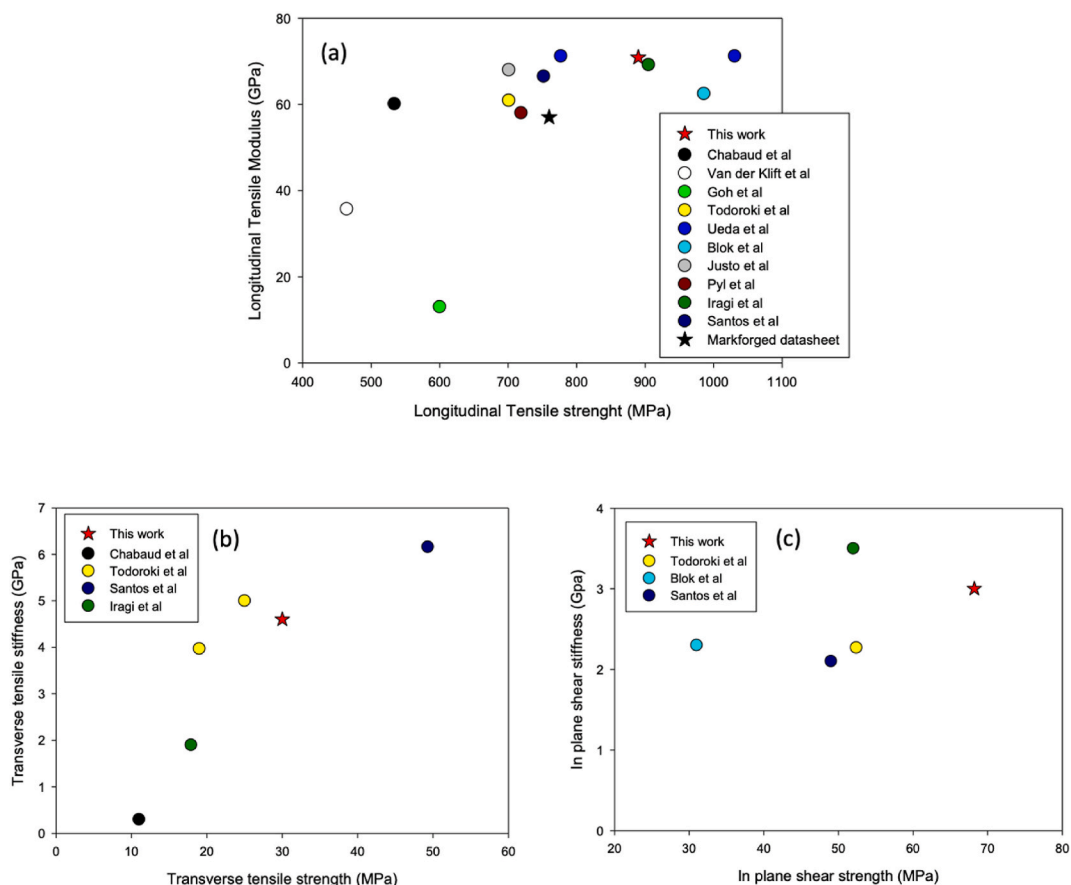 (a)
Longitudinal Tensile Modulus (GPa)
80
60
40
20
0
400 500 600 700 800 900 1000 1100
Longitudinal Tensile strenght (MPa)
This work
Chabaud et al
Van der Klift et al
Goh et al
Todoroki et al
Ueda et al
Blok et al
Justo et al
Pyl et al
Iragi et al
Santos et al
Markforged datasheet
(b)
Transverse tensile stiffness (GPa)
7
6
5
4
3
2
1
0
0 10 20 30 40 50 60
Transverse tensile strength (MPa)
This work
Chabaud et al
Todoroki et al
Santos et al
Iragi et al
(c)
In plane shear stiffness (Gpa)
4
3
2
1
0
20 30 40 50 60 70 80
In plane shear strength (MPa)
This work
Todoroki et al
Blok et al
Santos et al